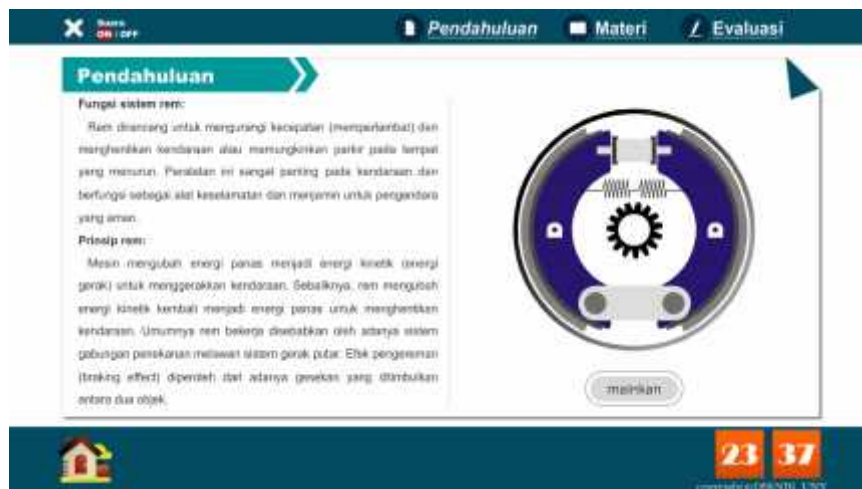 Suara
ON / OFF
Pendahuluan
Materi
Evaluasi
Pendahuluan
Fungsi sistem rem:
Rem dirancang untuk mengurangi kecepatan (memperlambat) dan
menghentikan kendaraan atau memungkinkan parkir pada tempat
yang menurun. Peralatan ini sangat penting pada kendaraan dan
berfungsi sebagai alat keselamatan dan menjamin untuk pengendara
yang aman.
Prinsip rem:
Mesin mengubah energi panas menjadi energi kinetik (energi
gerak) untuk menggerakkan kendaraan. Sebaliknya, rem mengubah
energi kinetik kembali menjadi energi panas untuk menghentikan
kendaraan. Umumnya rem bekerja disebabkan oleh adanya sistem
gabungan penekanan melawan sistem gerak putar. Efek pengereman
(braking effect) diperoleh dari adanya gesekan yang ditimbulkan
antara dua objek.
mainkan
23 37